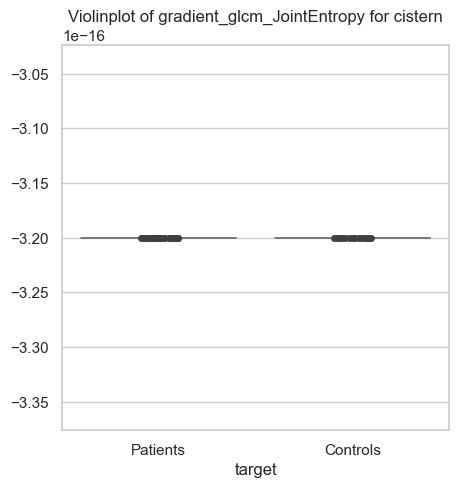 Violinplot of gradient_glcm_JointEntropy for cistern
1e−16
−3.05
−3.10
−3.15
−3.20
−3.25
−3.30
−3.35
Patients Controls
target